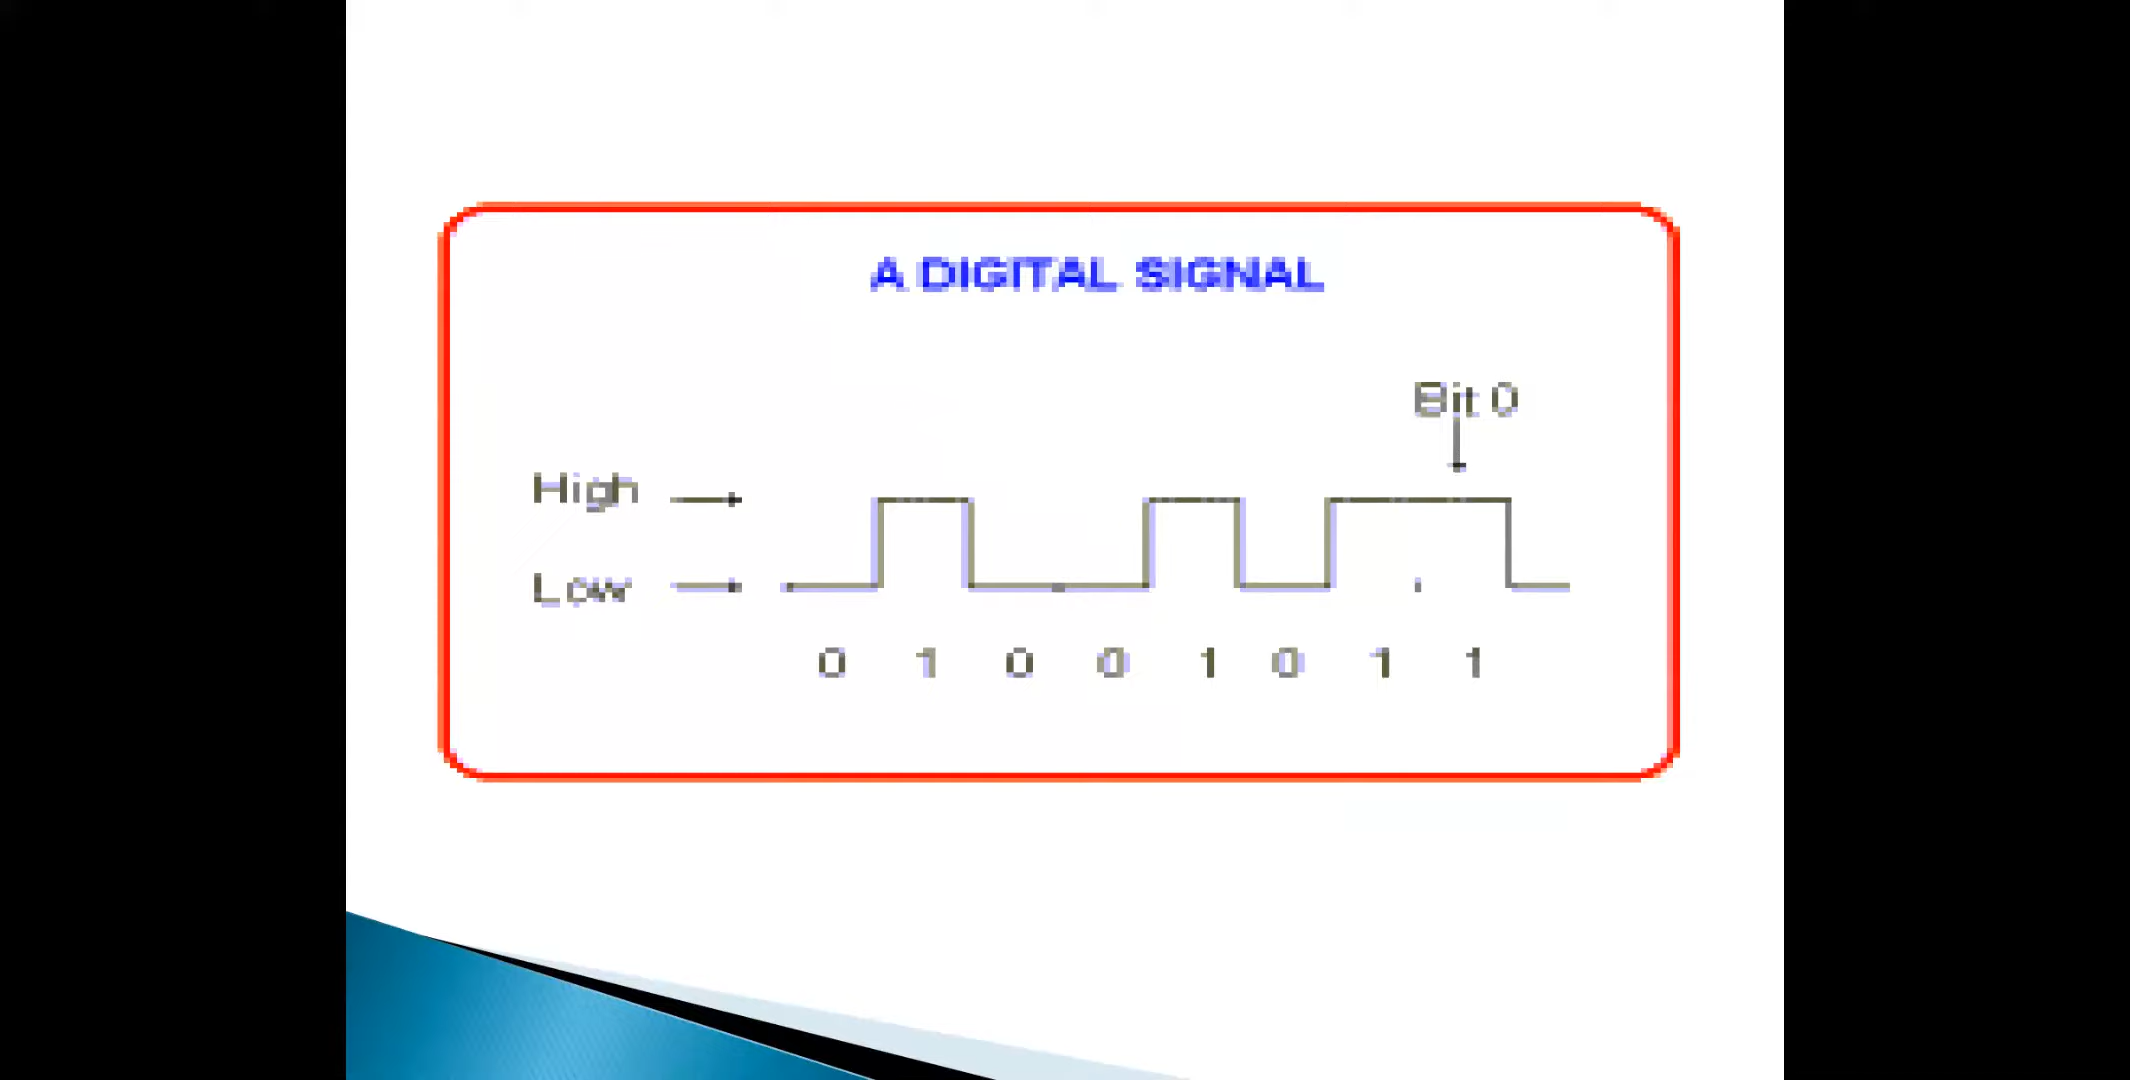 A DIGITAL SIGNAL
Bit 0
High
Low
0 1 0 0 1 0 1 1